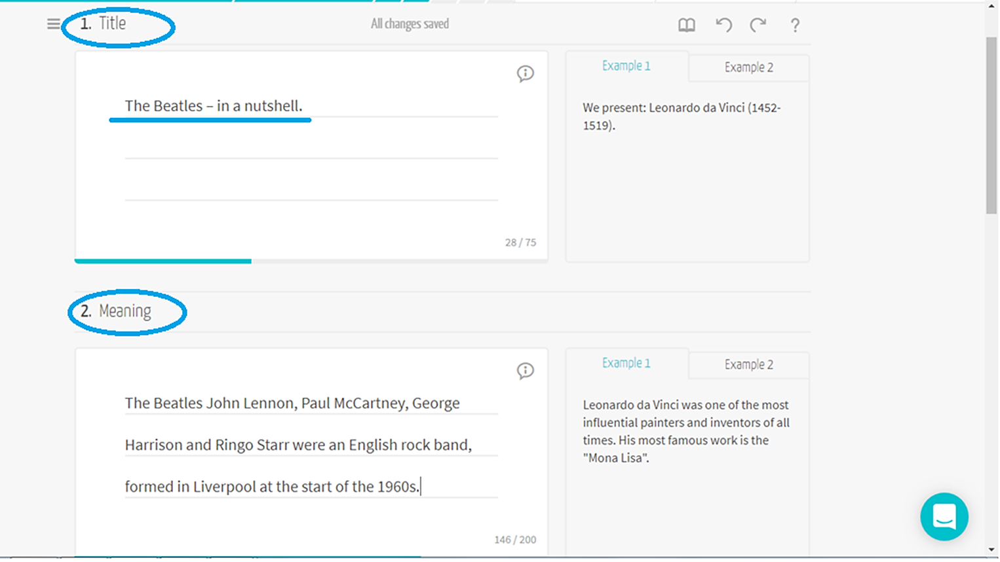 1. Title
All changes saved
?
The Beatles – in a nutshell.
28 / 75
Example 1
Example 2
We present: Leonardo da Vinci (1452-
1519).
2. Meaning
The Beatles John Lennon, Paul McCartney, George
Harrison and Ringo Starr were an English rock band,
formed in Liverpool at the start of the 1960s.
146 / 200
Example 1
Example 2
Leonardo da Vinci was one of the most
influential painters and inventors of all
times. His most famous work is the
"Mona Lisa".